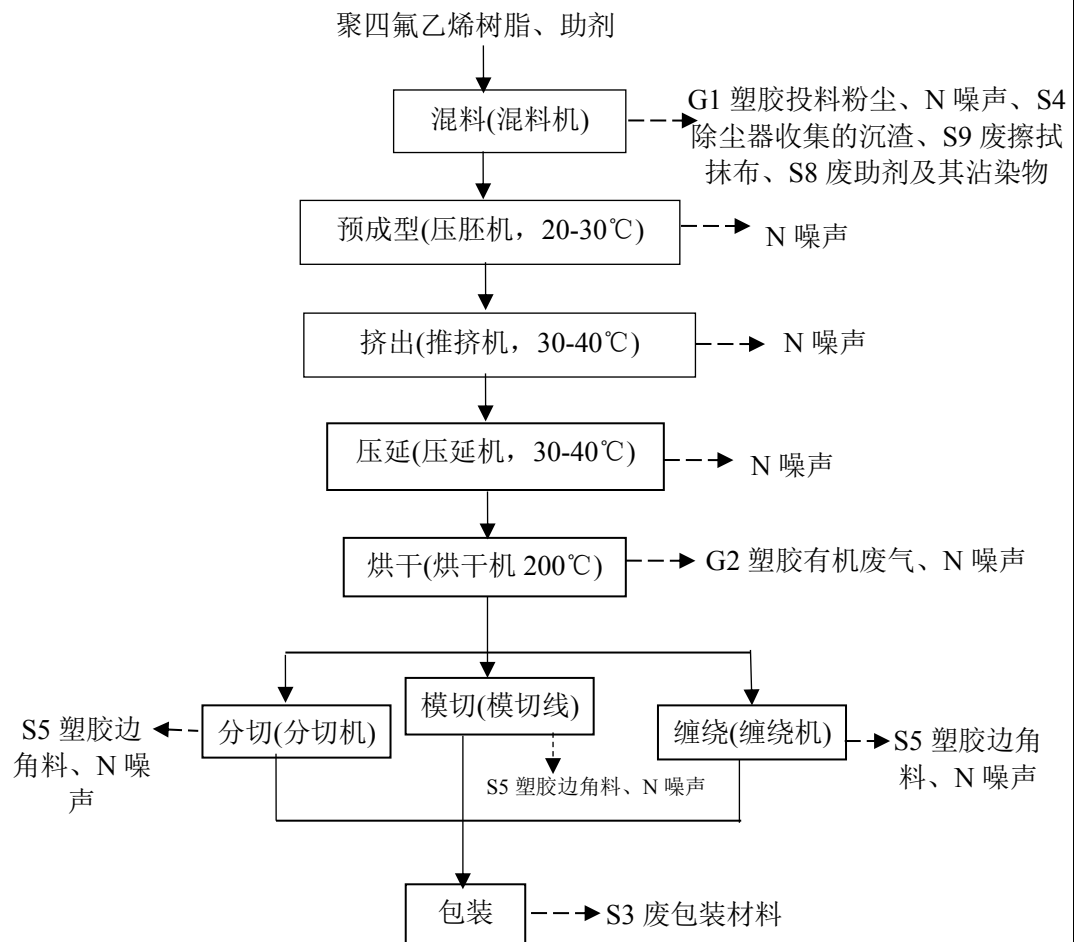 聚四氟乙烯树脂、助剂
混料(混料机)
G1 塑胶投料粉尘、N 噪声、S4
除尘器收集的沉渣、S9 废擦拭
抹布、S8 废助剂及其沾染物
预成型(压胚机，20-30℃)
N 噪声
挤出(推挤机，30-40℃)
N 噪声
压延(压延机，30-40℃)
N 噪声
烘干(烘干机 200℃)
G2 塑胶有机废气、N 噪声
S5 塑胶边
角料、N 噪
声
分切(分切机)
模切(模切线)
S5 塑胶边角料、N 噪声
缠绕(缠绕机)
S5 塑胶边角
料、N 噪声
包装
S3 废包装材料